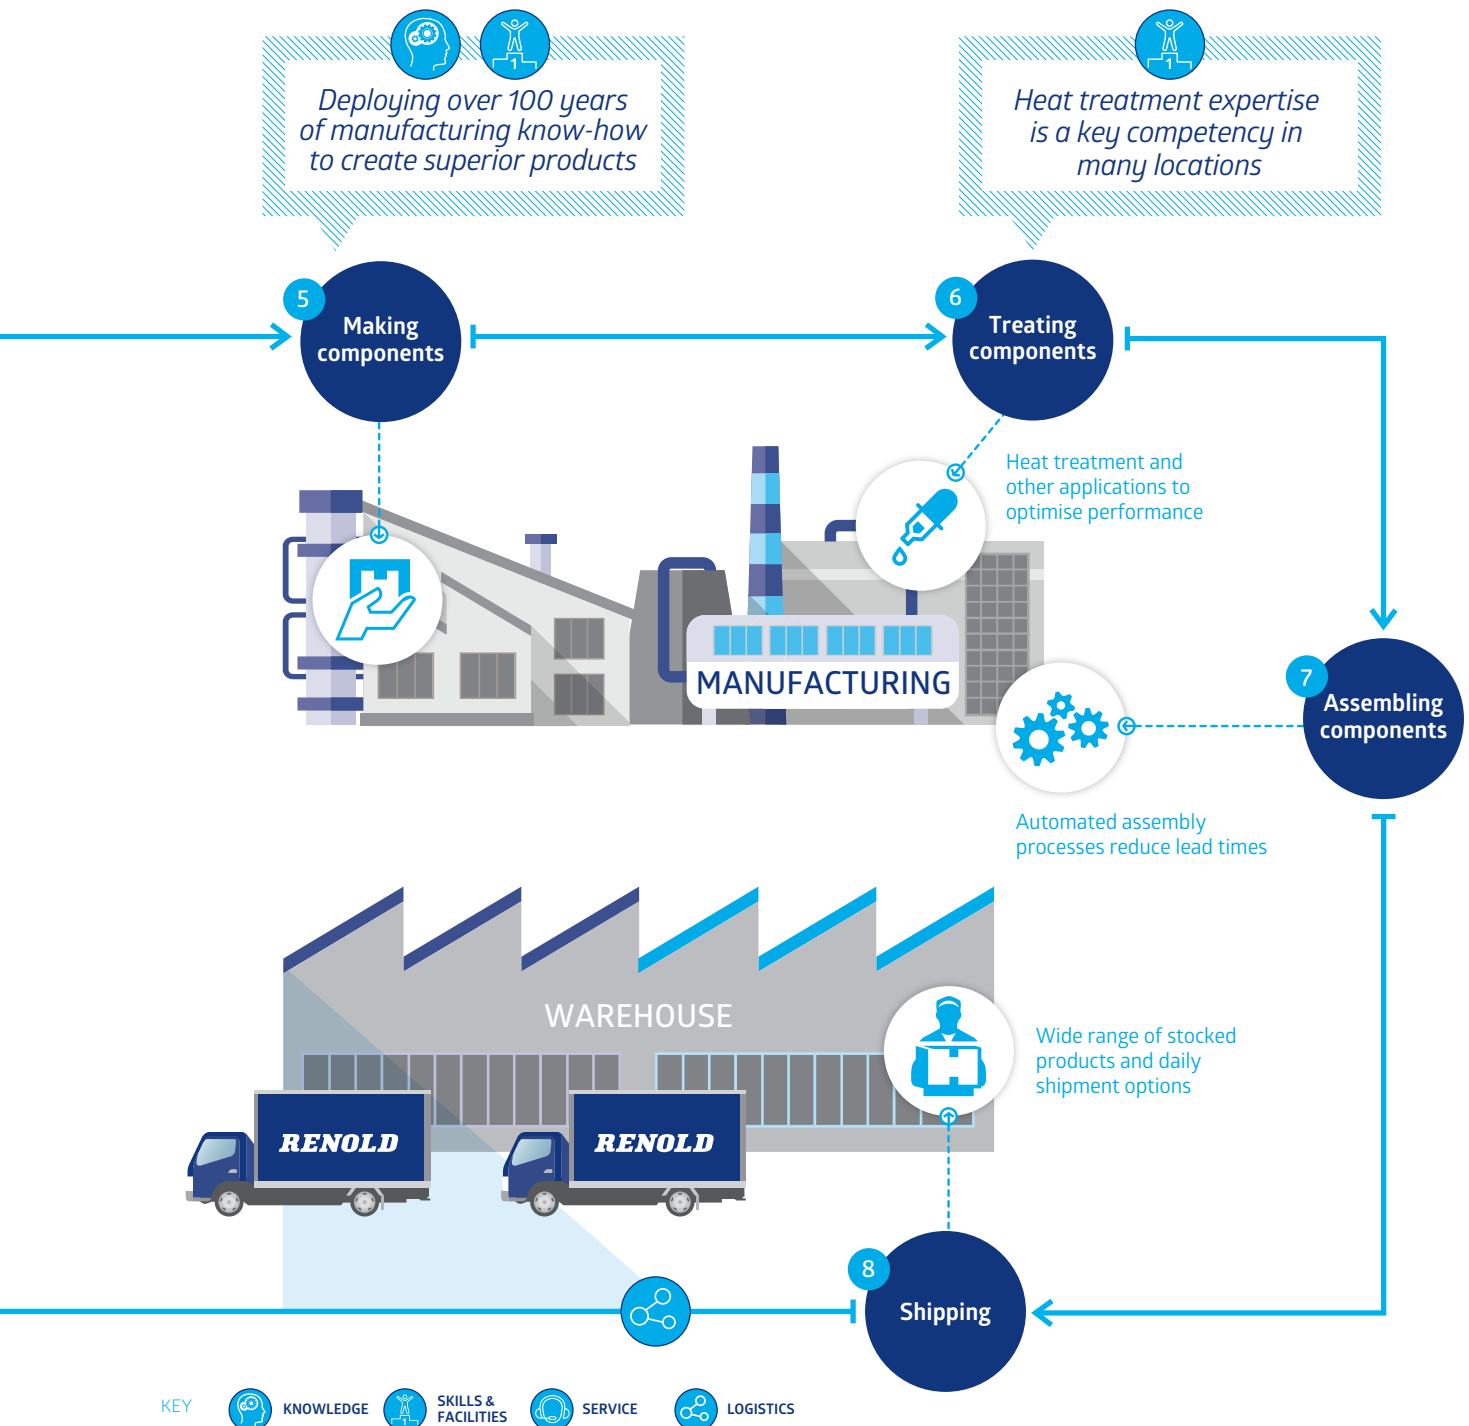 1
1
Deploying over 100 years
of manufacturing know-how
to create superior products
Heat treatment expertise
is a key competency in
many locations
5
Making
components
6
Treating
components
Heat treatment and
other applications to
optimise performance
MANUFACTURING
7
Assembling
components
Automated assembly
processes reduce lead times
WAREHOUSE
Wide range of stocked
products and daily
shipment options
RENOLD
RENOLD
8
Shipping
KEY
KNOWLEDGE
1
SKILLS &
FACILITIES
SERVICE
LOGISTICS